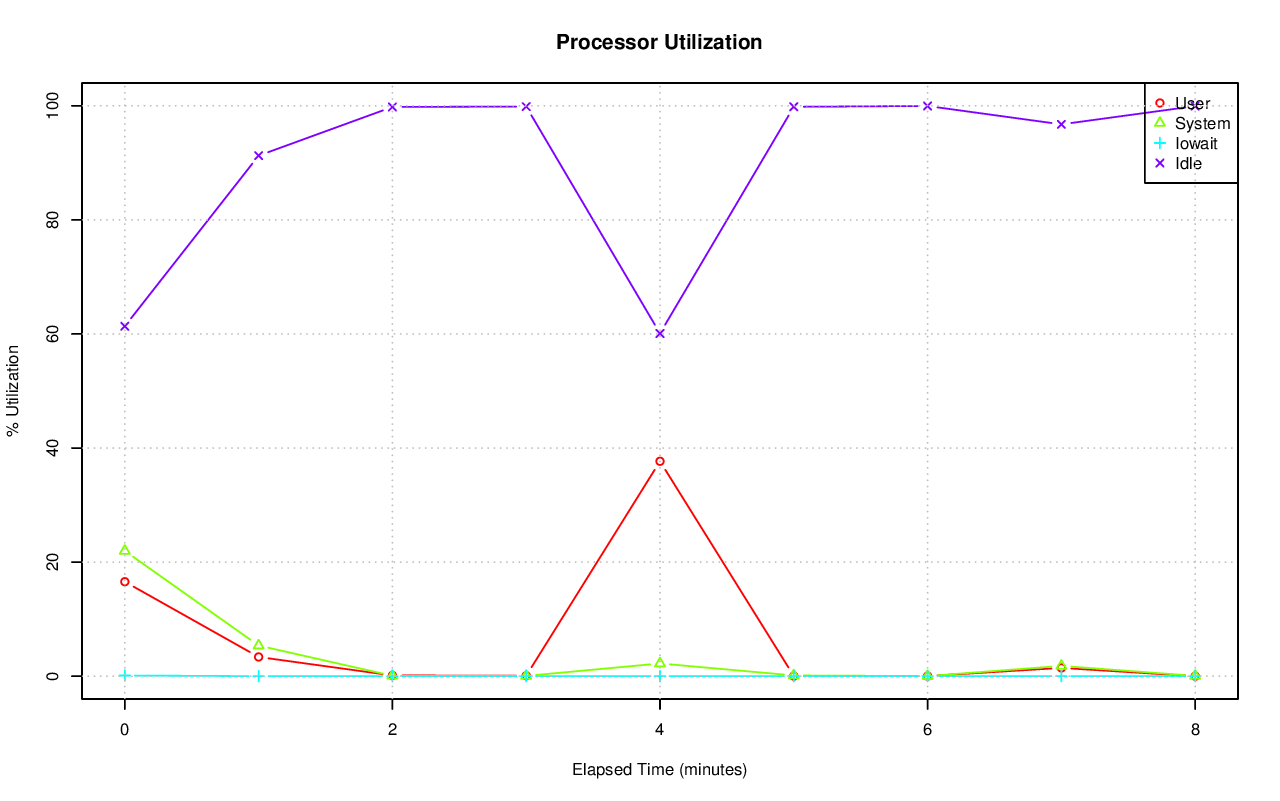 Processor Utilization
% Utilization
100
80
60
40
20
0
User
System
Iowait
Idle
0 2 4 6 8
Elapsed Time (minutes)